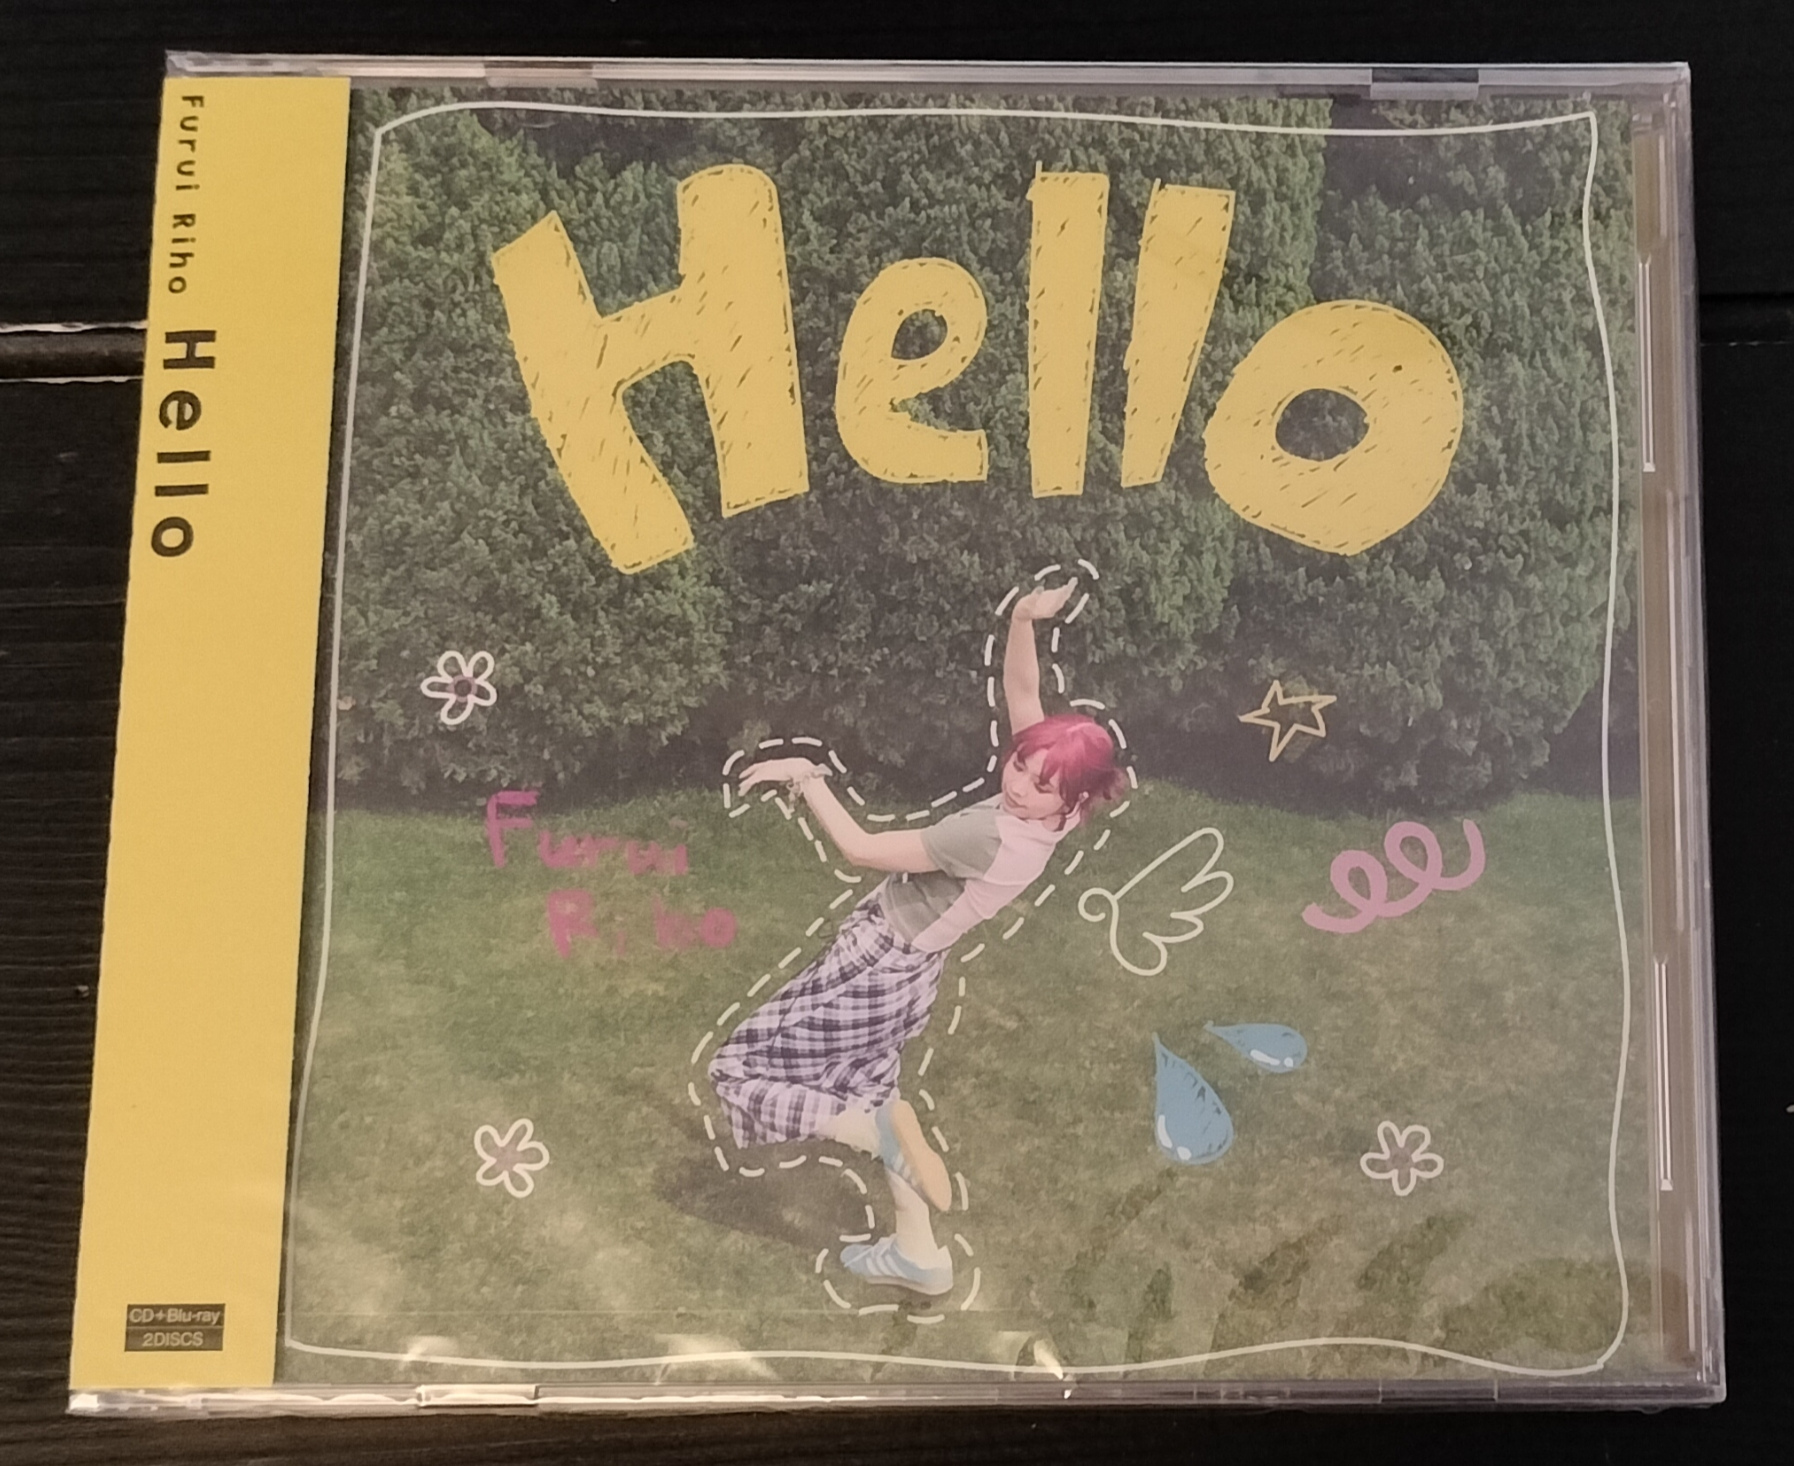 Furui Riho Hello
CD+Blu-ray
2DISCS
Hello
Furui
Riho